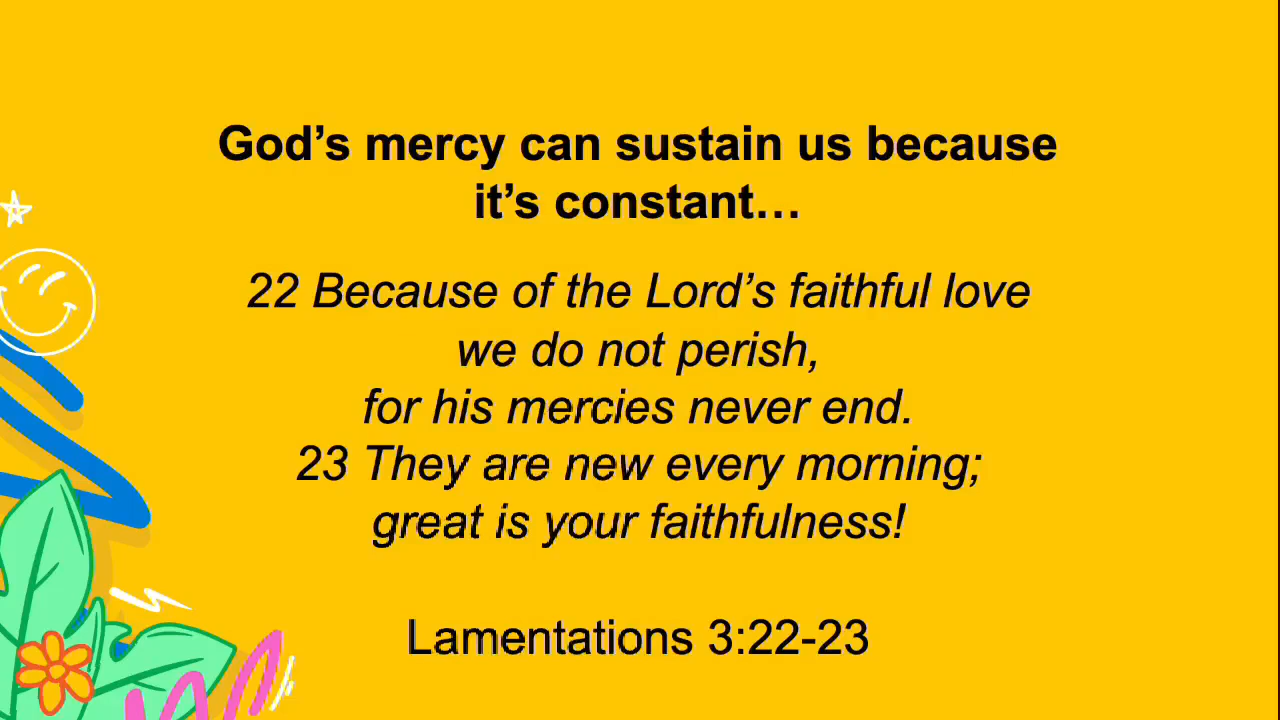 God’s mercy can sustain us because
it’s constant…
22 Because of the Lord’s faithful love
we do not perish,
for his mercies never end.
23 They are new every morning;
great is your faithfulness!
Lamentations 3:22-23